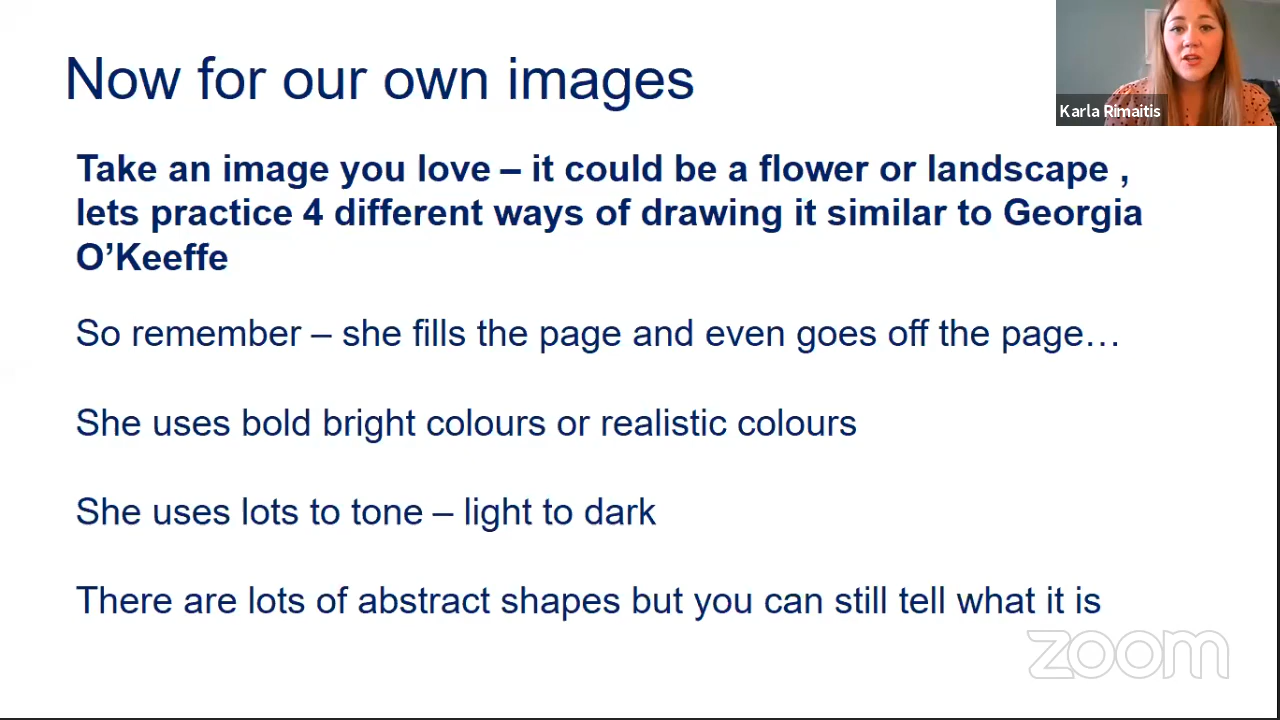 Now for our own images
Karla Rimaitis
Take an image you love – it could be a flower or landscape ,
lets practice 4 different ways of drawing it similar to Georgia
O’Keeffe
So remember – she fills the page and even goes off the page…
She uses bold bright colours or realistic colours
She uses lots to tone – light to dark
There are lots of abstract shapes but you can still tell what it is
zoom